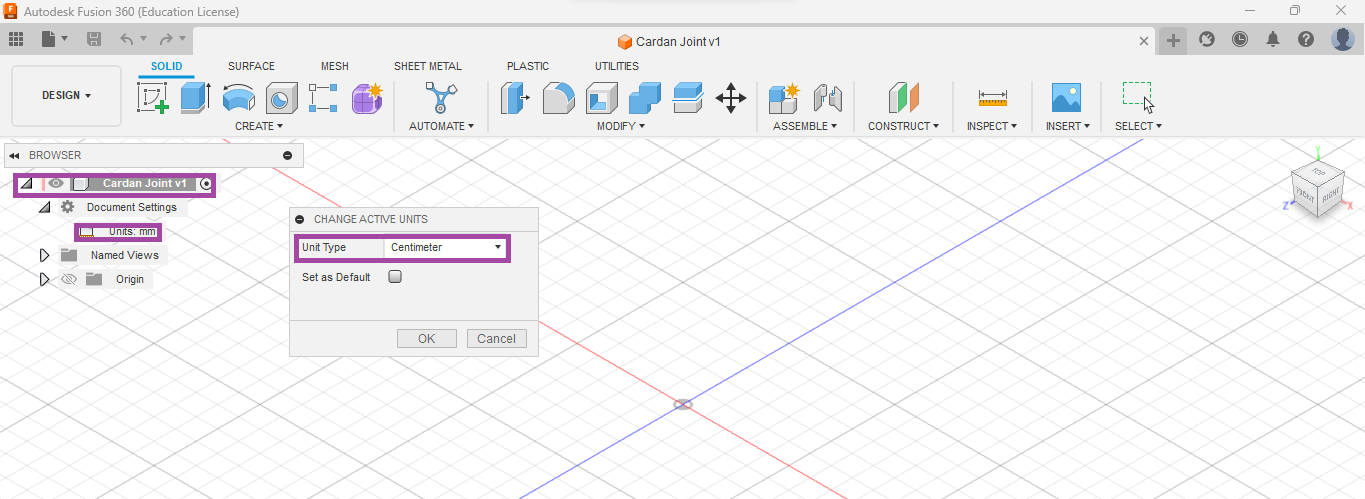 Autodesk Fusion 360 (Education License)
Cardan Joint v1
SOLID SURFACE MESH SHEET METAL PLASTIC UTILITIES
DESIGN
CREATE AUTOMATE MODIFY ASSEMBLE CONSTRUCT INSPECT INSERT SELECT
BROWSER
Cardan Joint v1
Document Settings
Units: mm
Named Views
Origin
CHANGE ACTIVE UNITS
Unit Type Centimeter
Set as Default
OK Cancel
Y
TOP
FRONT RIGHT
Z X